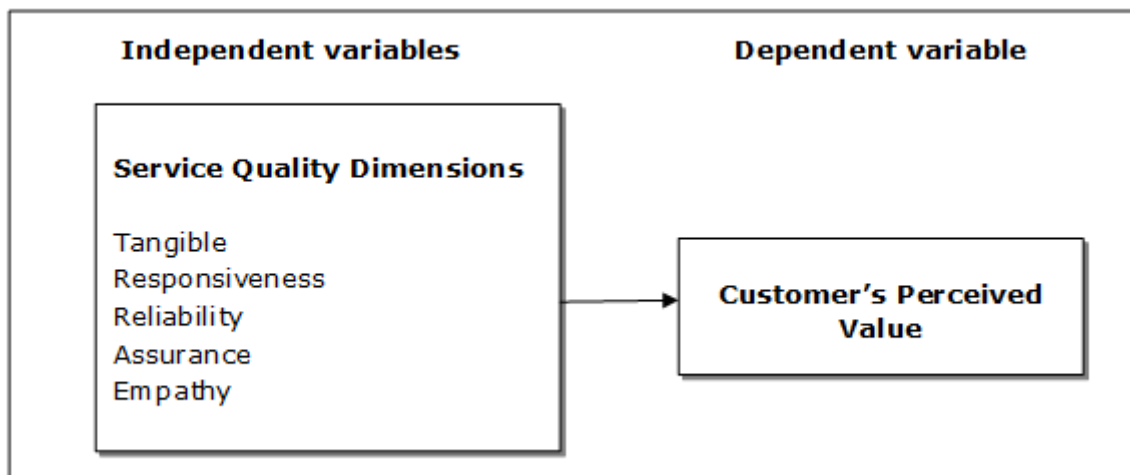 Independent variables
Dependent variable
Service Quality Dimensions
Tangible
Responsiveness
Reliability
Assurance
Empathy
Customer’s Perceived
Value